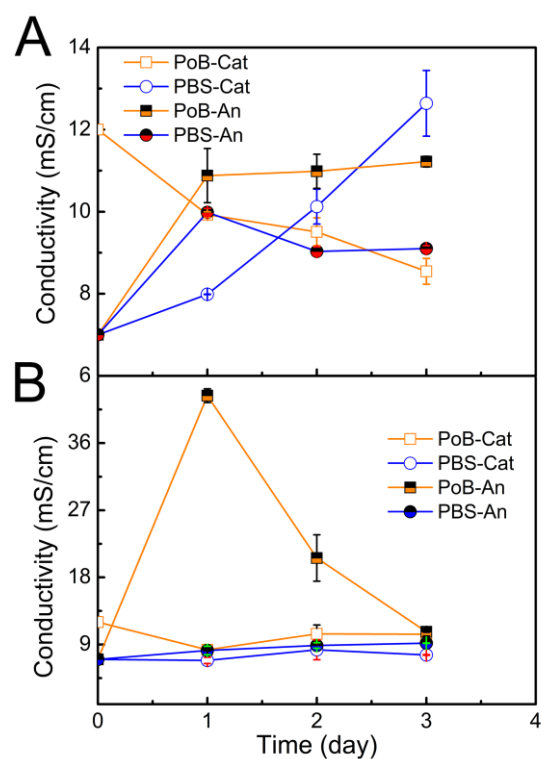 A
14
PoB-Cat
PBS-Cat
PoB-An
PBS-An
12
10
8
6
Conductivity (mS/cm)
B
36
27
18
9
PoB-Cat
PBS-Cat
PoB-An
PBS-An
Conductivity (mS/cm)
0 1 2 3 4
Time (day)